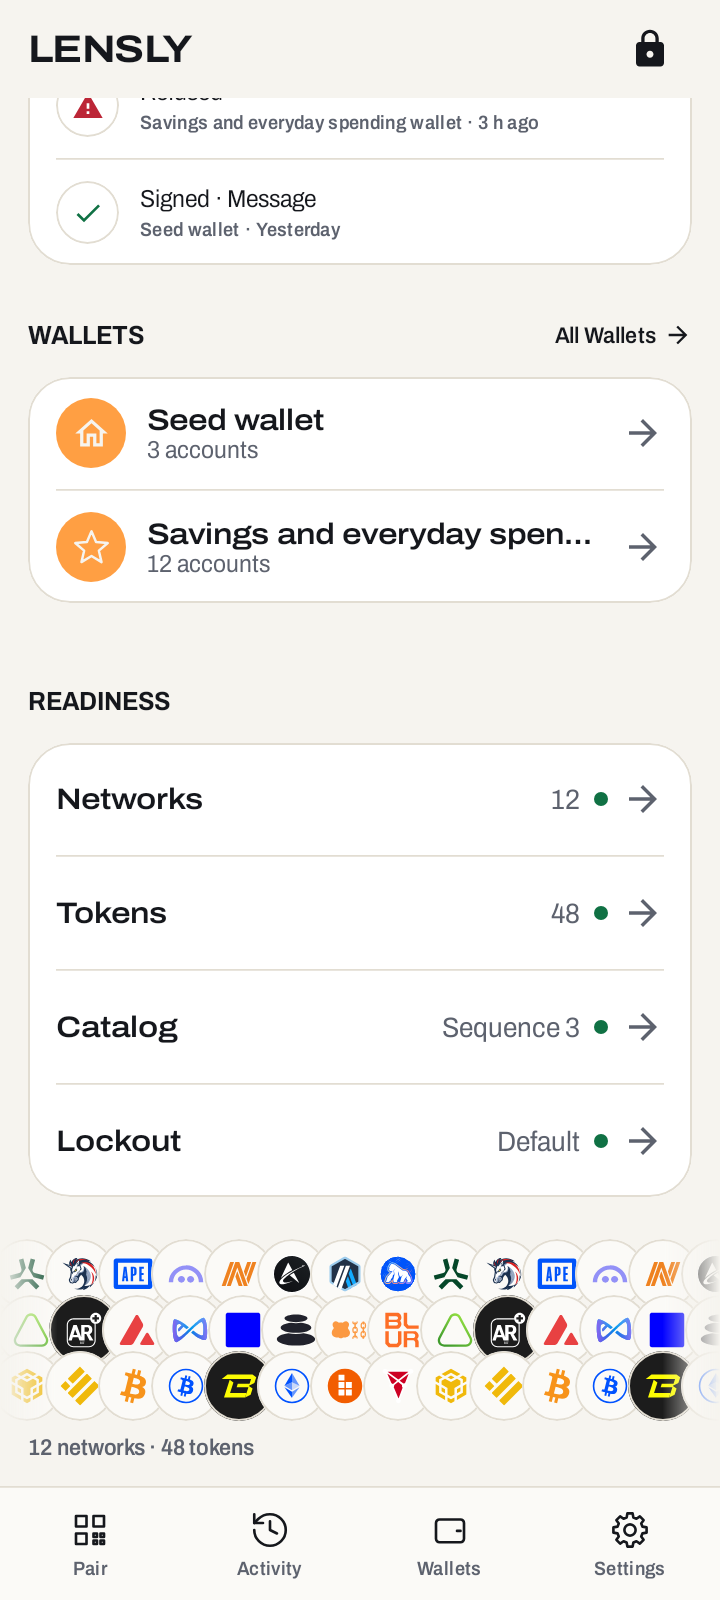 LENSLY
Refused
Savings and everyday spending wallet · 3 h ago
Signed · Message
Seed wallet · Yesterday
WALLETS
All Wallets
Seed wallet
3 accounts
Savings and everyday spen...
12 accounts
READINESS
Networks
12
Tokens
48
Catalog
Sequence 3
Lockout
Default
APE
APE
AR
BL
UR
AR
12 networks · 48 tokens
Pair
Activity
Wallets
Settings